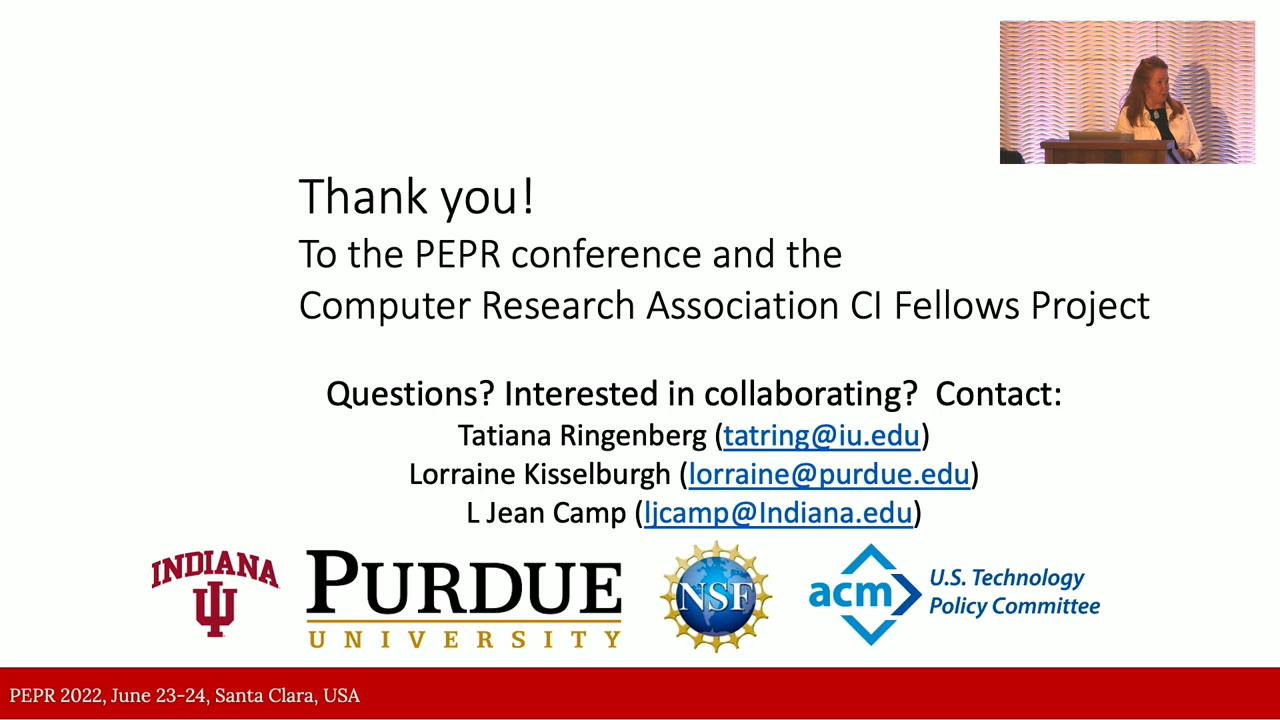 Thank you!
To the PEPR conference and the
Computer Research Association CI Fellows Project
Questions? Interested in collaborating? Contact:
Tatiana Ringenberg (tatring@iu.edu)
Lorraine Kisselburgh (lorraine@purdue.edu)
L Jean Camp (ljcamp@Indiana.edu)
INDIANA
IU
PURDUE
UNIVERSITY
NSF
acm
U.S. Technology
Policy Committee
PEPR 2022, June 23-24, Santa Clara, USA